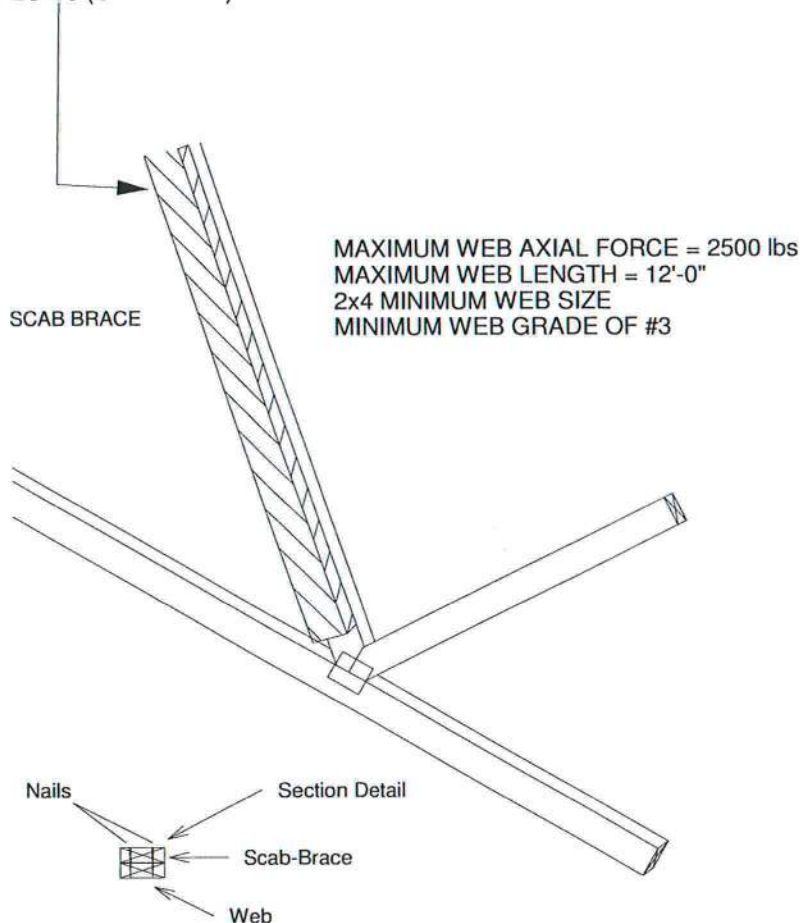 MAXIMUM WEB AXIAL FORCE = 2500 lbs
MAXIMUM WEB LENGTH = 12'-0"
2x4 MINIMUM WEB SIZE
MINIMUM WEB GRADE OF #3
SCAB BRACE
Nails
Section Detail
Scab-Brace
Web